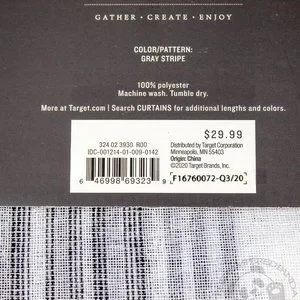 GATHER • CREATE • ENJOY
COLOR/PATTERN:
GRAY STRIPE
100% polyester
Machine wash. Tumble dry.
More at Target.com | Search CURTAINS for additional lengths and colors.
$29.99
324 02 3930 R00
IDC-001214-01-009-0142
6 46998 69323 9
Distributed by Target Corporation
Minneapolis, MN 55403
Origin: China
©2020 Target Brands, Inc.
F16760072-Q3/20